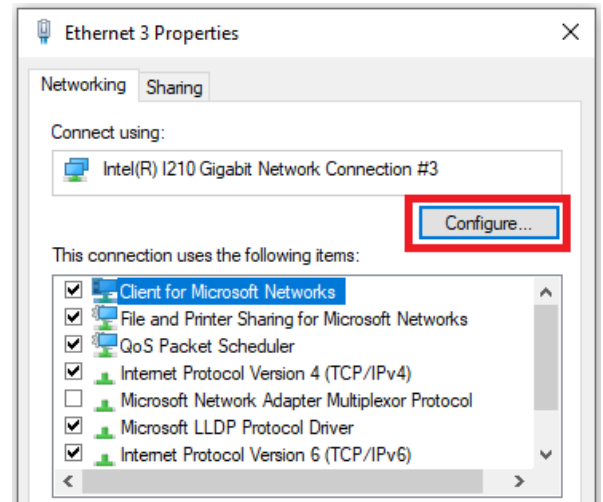 Ethernet 3 Properties
Networking
Sharing
Connect using:
Intel(R) I210 Gigabit Network Connection #3
Configure...
This connection uses the following items:
Client for Microsoft Networks
File and Printer Sharing for Microsoft Networks
QoS Packet Scheduler
Internet Protocol Version 4 (TCP/IPv4)
Microsoft Network Adapter Multiplexor Protocol
Microsoft LLDP Protocol Driver
Internet Protocol Version 6 (TCP/IPv6)